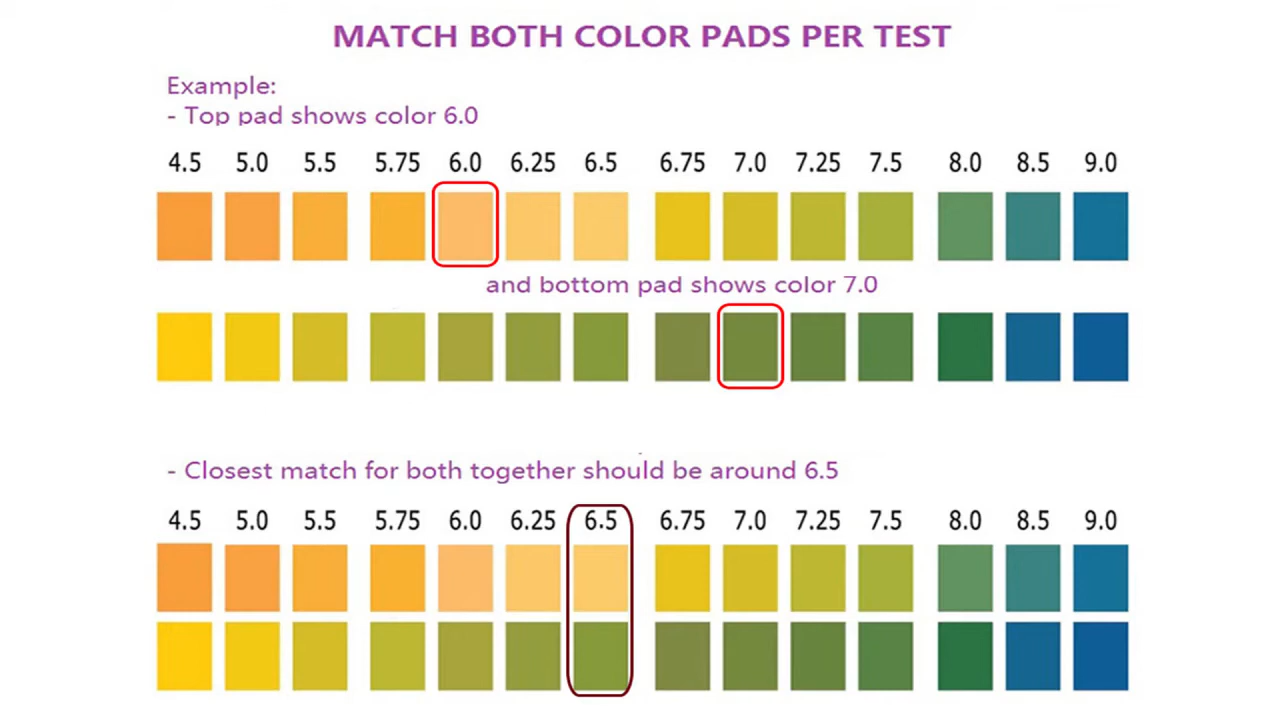 MATCH BOTH COLOR PADS PER TEST
Example:
- Top pad shows color 6.0
4.5 5.0 5.5 5.75 6.0 6.25 6.5 6.75 7.0 7.25 7.5 8.0 8.5 9.0
and bottom pad shows color 7.0
- Closest match for both together should be around 6.5
4.5 5.0 5.5 5.75 6.0 6.25 6.5 6.75 7.0 7.25 7.5 8.0 8.5 9.0